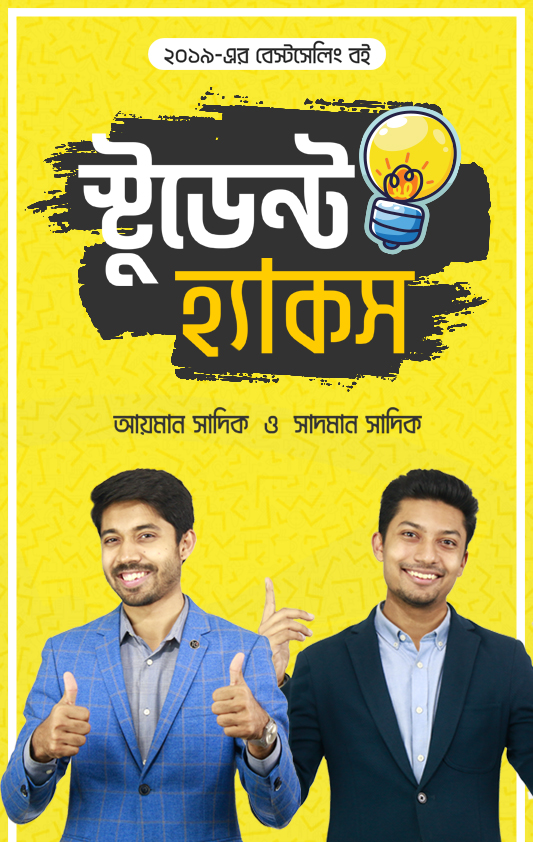 ২০১৯-এর বেস্টসেলিং বই
স্টুডেন্ট
হ্যাকস
আয়মান সাদিক ও সাদমান সাদিক